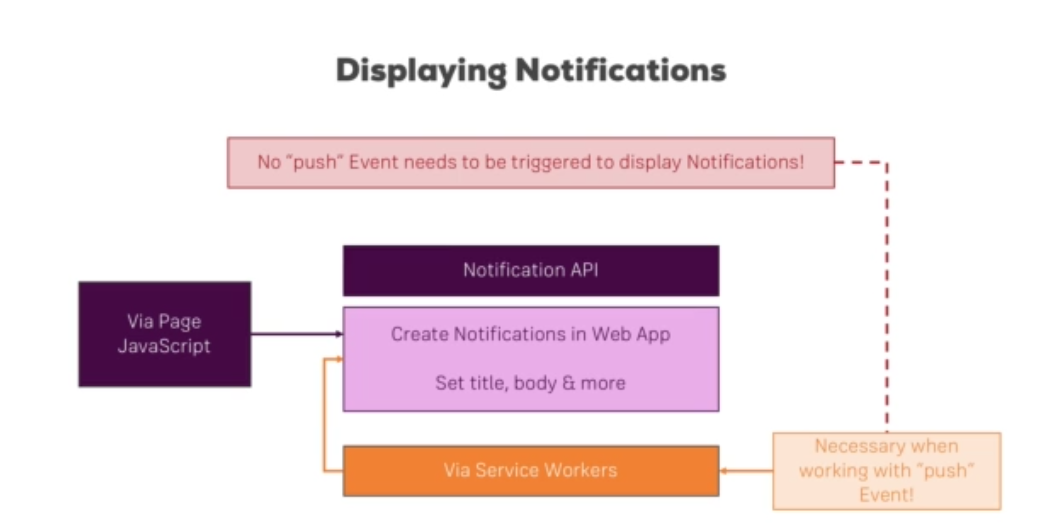 Displaying Notifications
No "push" Event needs to be triggered to display Notifications!
Notification API
Via Page
JavaScript
Create Notifications in Web App
Set title, body & more
Via Service Workers
Necessary when
working with "push"
Event!